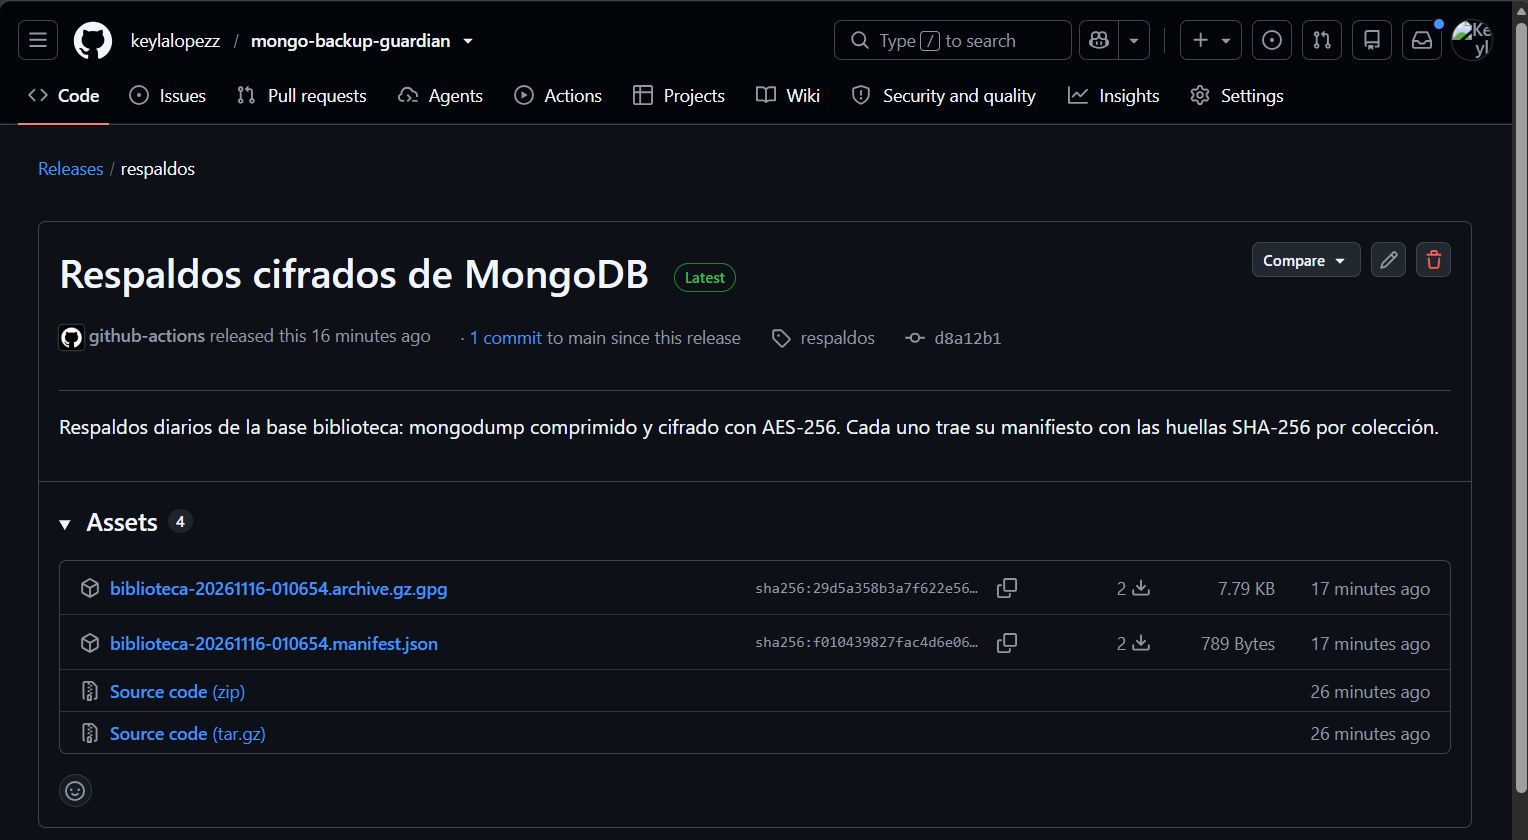 keylalopezz / mongo-backup-guardian
Type / to search
Code Issues Pull requests Agents Actions Projects Wiki Security and quality Insights Settings
Releases / respaldos
Respaldos cifrados de MongoDB Latest
Compare
github-actions released this 16 minutes ago · 1 commit to main since this release respaldos d8a12b1
Respaldos diarios de la base biblioteca: mongodump comprimido y cifrado con AES-256. Cada uno trae su manifiesto con las huellas SHA-256 por colección.
Assets 4
biblioteca-20261116-010654.archive.gz.gpg sha256:29d5a358b3a7f622e56… 2 7.79 KB 17 minutes ago
biblioteca-20261116-010654.manifest.json sha256:f010439827fac4d6e06… 2 789 Bytes 17 minutes ago
Source code (zip) 26 minutes ago
Source code (tar.gz) 26 minutes ago